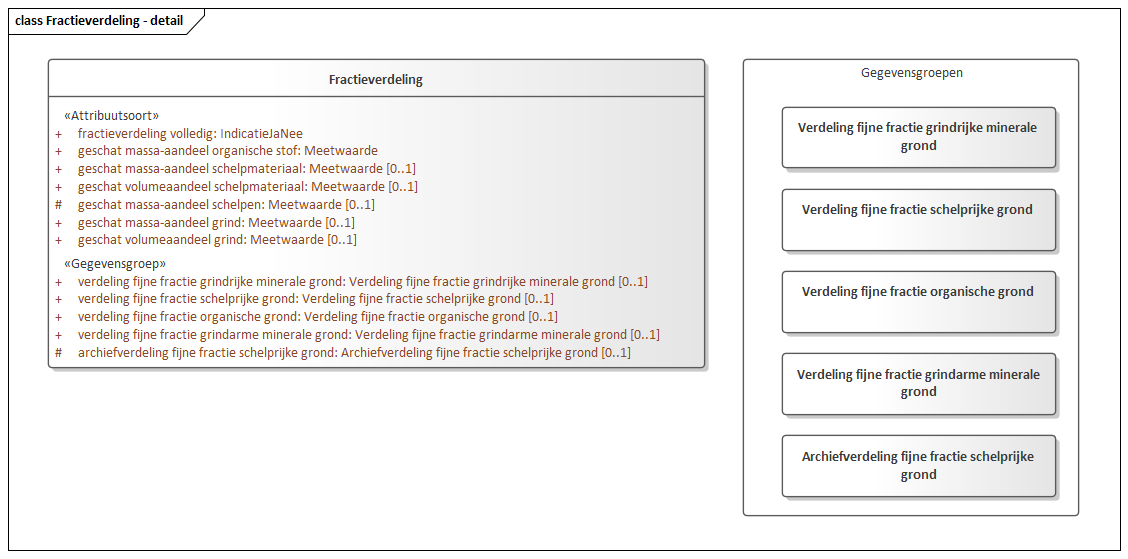 class Fractieverdeling - detail
Fractieverdeling
«Attribuutsoort»
+ fractieverdeling volledig: IndicatieJaNee
+ geschat massa-aandeel organische stof: Meetwaarde
+ geschat massa-aandeel schelpmateriaal: Meetwaarde [0..1]
+ geschat volumeaandeel schelpmateriaal: Meetwaarde [0..1]
# geschat massa-aandeel schelpen: Meetwaarde [0..1]
+ geschat massa-aandeel grind: Meetwaarde [0..1]
+ geschat volumeaandeel grind: Meetwaarde [0..1]
«Gegevensgroep»
+ verdeling fijne fractie grindrijke minerale grond: Verdeling fijne fractie grindrijke minerale grond [0..1]
+ verdeling fijne fractie schelprijke grond: Verdeling fijne fractie schelprijke grond [0..1]
+ verdeling fijne fractie organische grond: Verdeling fijne fractie organische grond [0..1]
+ verdeling fijne fractie grindarme minerale grond: Verdeling fijne fractie grindarme minerale grond [0..1]
# archiefverdeling fijne fractie schelprijke grond: Archiefverdeling fijne fractie schelprijke grond [0..1]
Gegevensgroepen
Verdeling fijne fractie grindrijke minerale
grond
Verdeling fijne fractie schelprijke grond
Verdeling fijne fractie organische grond
Verdeling fijne fractie grindarme minerale
grond
Archiefverdeling fijne fractie schelprijke
grond